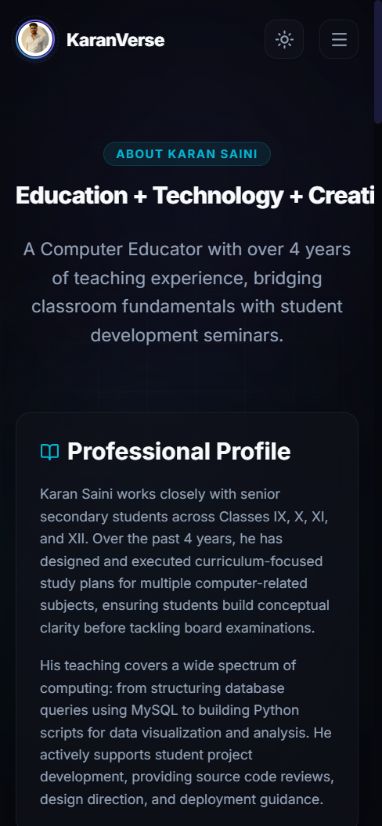 KaranVerse
ABOUT KARAN SAINI
Education + Technology + Creati
A Computer Educator with over 4 years
of teaching experience, bridging
classroom fundamentals with student
development seminars.
Professional Profile
Karan Saini works closely with senior
secondary students across Classes IX, X, XI,
and XII. Over the past 4 years, he has
designed and executed curriculum-focused
study plans for multiple computer-related
subjects, ensuring students build conceptual
clarity before tackling board examinations.
His teaching covers a wide spectrum of
computing: from structuring database
queries using MySQL to building Python
scripts for data visualization and analysis. He
actively supports student project
development, providing source code reviews,
design direction, and deployment guidance.